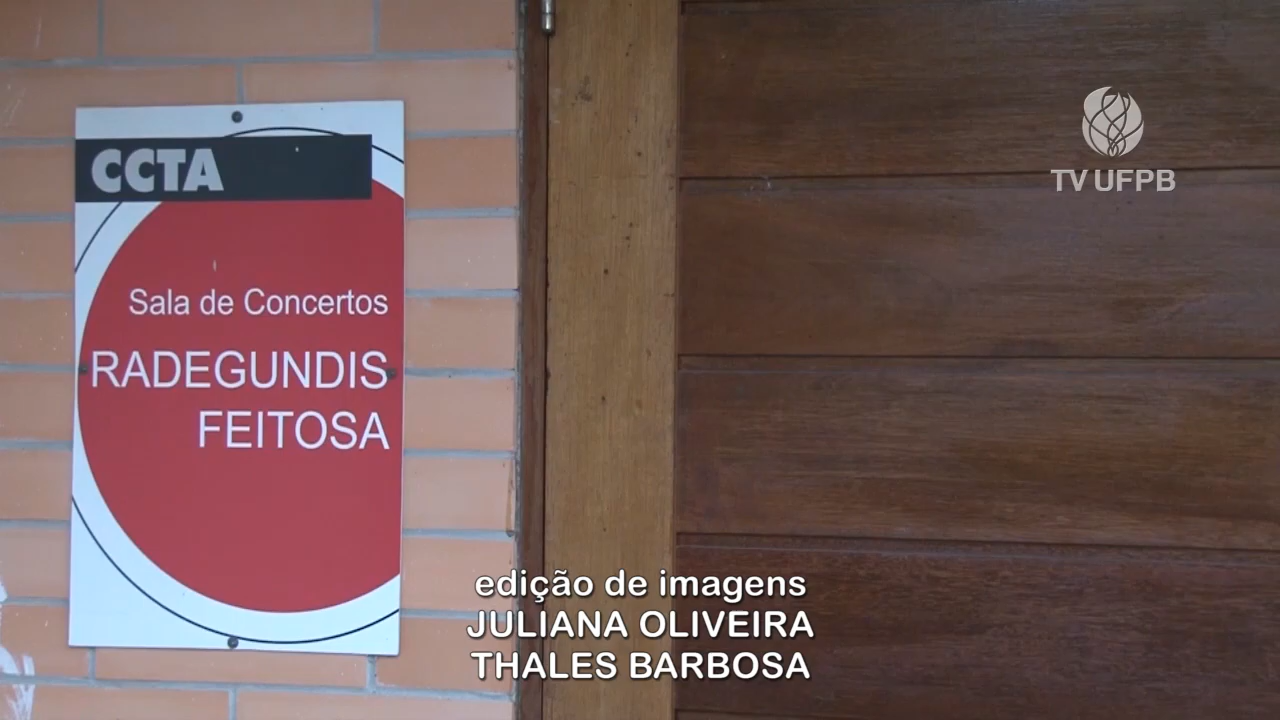 CCTA
Sala de Concertos
RADEGUNDIS
FEITOSA
TV UFPB
edição de imagens
JULIANA OLIVEIRA
THALES BARBOSA